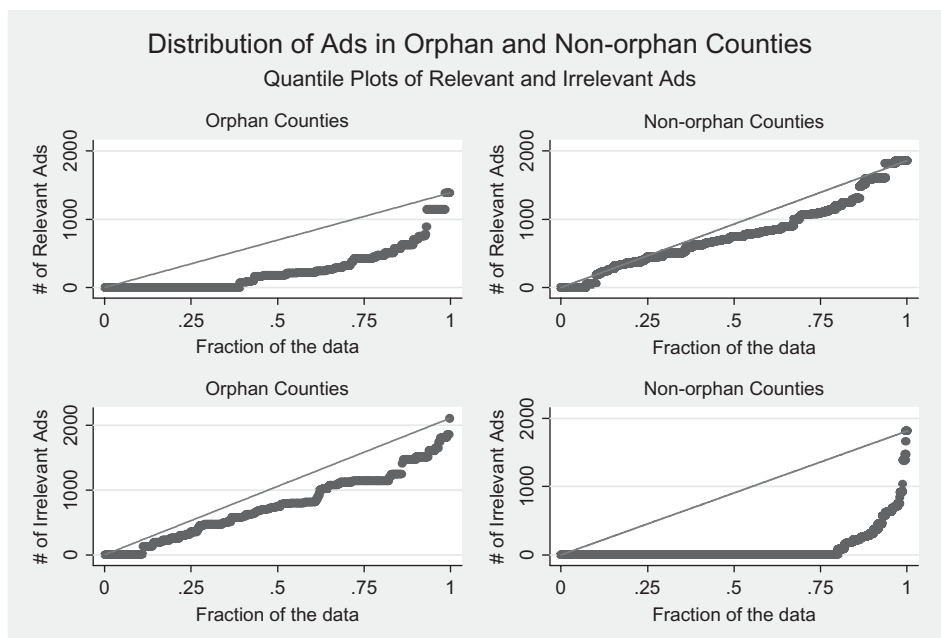 Distribution of Ads in Orphan and Non-orphan Counties
Quantile Plots of Relevant and Irrelevant Ads
Orphan Counties
# of Relevant Ads
2000
1000
0
0 .25 .5 .75 1
Fraction of the data
Non-orphan Counties
# of Relevant Ads
2000
1000
0
0 .25 .5 .75 1
Fraction of the data
Orphan Counties
# of Irrelevant Ads
2000
1000
0
0 .25 .5 .75 1
Fraction of the data
Non-orphan Counties
# of Irrelevant Ads
2000
1000
0
0 .25 .5 .75 1
Fraction of the data